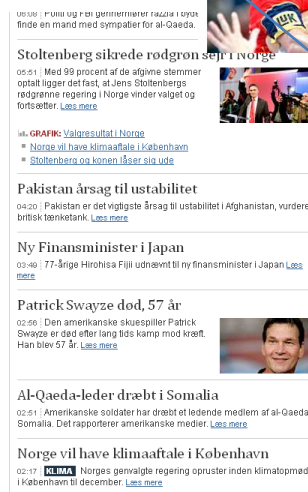 05:08 Politi og FBI gennemfører razzia i bydel
finde en mand med sympatier for al-Qaeda.
Stoltenberg sikrede rødgrøn sejr i Norge
05:51 Med 99 procent af de afgivne stemmer
optalt ligger det fast, at Jens Stoltenbergs
rødgrønne regering i Norge vinder valget og
fortsætter. Læs mere
GRAFIK: Valgresultat i Norge
Norge vil have klimaaftale i København
Stoltenberg og konen låser sig ude
Pakistan årsag til ustabilitet
04:20 Pakistan er det vigtigste årsag til ustabilitet i Afghanistan, vurdere
britisk tænketank. Læs mere
Ny Finansminister i Japan
03:49 77-årige Hirohisa Fijii udnævnt til ny finansminister i Japan Læs
mere
Patrick Swayze død, 57 år
02:56 Den amerikanske skuespiller Patrick
Swayze er død efter lang tids kamp mod kræft.
Han blev 57 år. Læs mere
Al-Qaeda-leder dræbt i Somalia
02:51 Amerikanske soldater har dræbt et ledende medlem af al-Qaeda
Somalia. Det rapporterer amerikanske medier. Læs mere
Norge vil have klimaaftale i København
02:17 KLIMA Norges genvalgte regering opruster inden klimatopmød
i København til december. Læs mere